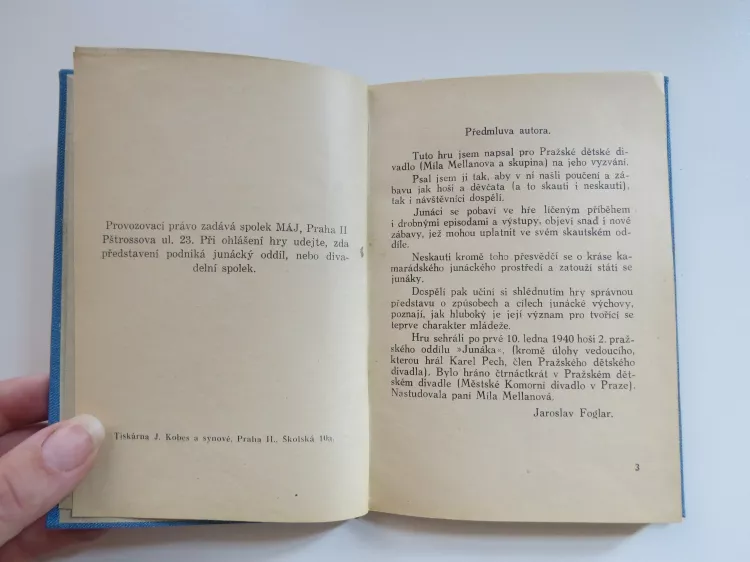 Provozovací právo zadává spolek MÁJ, Praha II
Pštrossova ul. 23. Při ohlášení hry udejte, zda
představení podniká junácký oddíl, nebo diva-
delní spolek.
Tiskárna J. Kobes a synové, Praha II., Školská 10a.
Předmluva autora.
Tuto hru jsem napsal pro Pražské dětské di-
vadlo (Míla Mellanova a skupina) na jeho vyzvání.
Psal jsem ji tak, aby v ní našli poučení a zá-
bavu jak hoši a děvčata (a to skauti i neskauti),
tak i návštěvníci dospělí.
Junáci se pobaví ve hře líčeným příběhem
i drobnými episodami a výstupy, objeví snad i nové
zábavy, jež mohou uplatnit ve svém skautském od-
díle.
Neskauti kromě toho přesvědčí se o kráse ka-
marádského junáckého prostředí a zatouží státi se
junáky.
Dospělí pak učiní si shlédnutím hry správnou
představu o způsobech a cílech junácké výchovy,
poznají, jak hluboký je její význam pro tvořící se
teprve charakter mládeže.
Hru sehráli po prvé 10. ledna 1940 hoši 2. praž-
ského oddílu »Junáka«, (kromě úlohy vedoucího,
kterou hrál Karel Pech, člen Pražského dětského
divadla). Bylo hráno čtrnáctkrát v Pražském dět-
ském divadle (Městské Komorní divadlo v Praze).
Nastudovala paní Míla Mellanová.
Jaroslav Foglar.
3